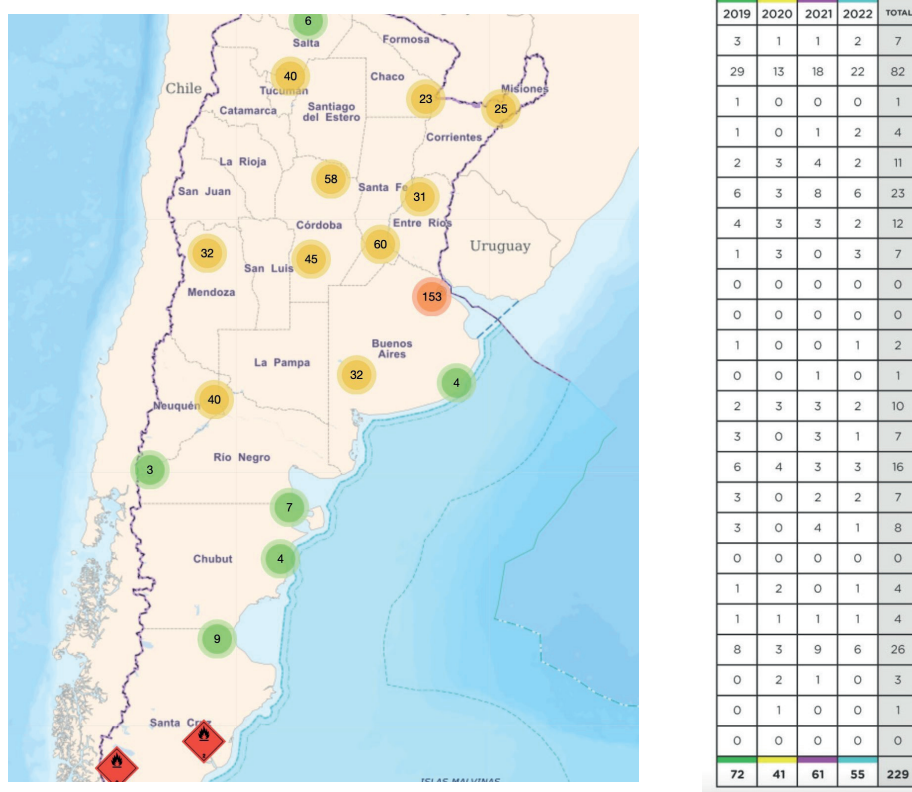 6
Salta
Formosa
40
Chaco
Chile
Tucumán
Misiones
23
25
Catamarca
Santiago
del Estero
Corrientes
La Rioja
58
San Juan
Santa Fe
31
Córdoba
Entre Ríos
60
Uruguay
32
45
San Luis
Mendoza
153
Buenos
Aires
La Pampa
32
4
40
Neuquén
Río Negro
3
7
Chubut
4
9
Santa Cruz
ISLAS MALVINAS
2019 2020 2021 2022 TOTAL
3 1 1 2 7
29 13 18 22 82
1 0 0 0 1
1 0 1 2 4
2 3 4 2 11
6 3 8 6 23
4 3 3 2 12
1 3 0 3 7
0 0 0 0 0
0 0 0 0 0
1 0 0 1 2
0 0 1 0 1
2 3 3 2 10
3 0 3 1 7
6 4 3 3 16
3 0 2 2 7
3 0 4 1 8
0 0 0 0 0
1 2 0 1 4
1 1 1 1 4
8 3 9 6 26
0 2 1 0 3
0 1 0 0 1
0 0 0 0 0
72 41 61 55 229